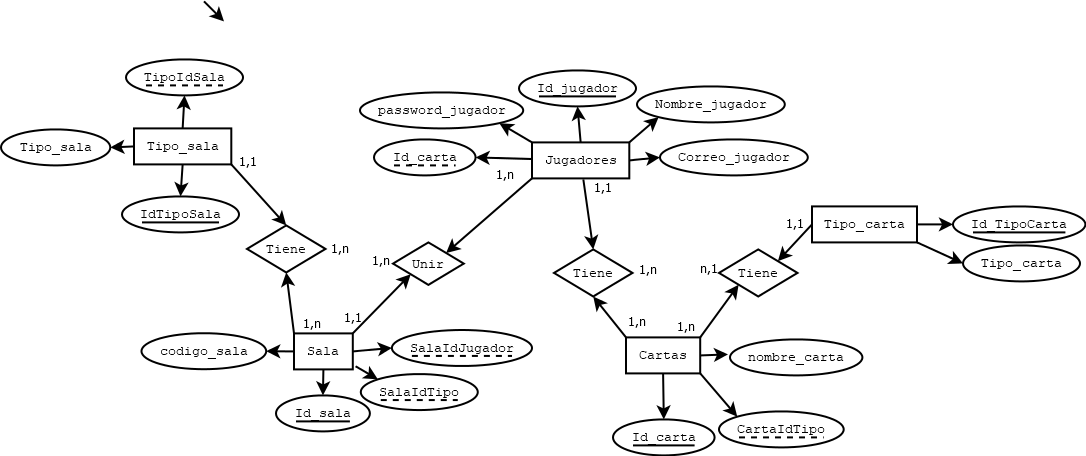 TipoIdSala
Id_jugador
password_jugador
Nombre_jugador
Tipo_sala
Tipo_sala
Id_carta
Jugadores
Correo_jugador
1,1
1,n
1,1
IdTipoSala
Tipo_carta
Id_TipoCarta
1,1
Tiene
1,n
1,n
Unir
Tipo_carta
Tiene
1,n
n,1
Tiene
1,n
1,1
1,n
1,n
codigo_sala
Sala
SalaIdJugador
Cartas
nombre_carta
SalaIdTipo
Id_sala
CartaIdTipo
Id_carta